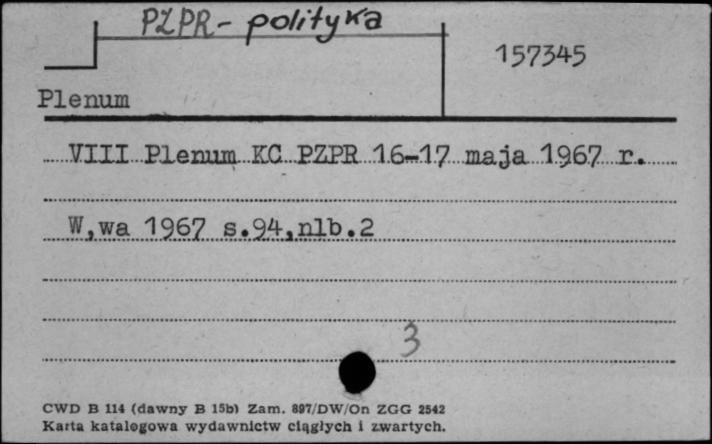 PZPR - polityka
157345
Plenum
VIII Plenum KC PZPR 16-17 maja 1967 r.
W,wa 1967 s.94,nlb.2
3
CWD B 114 (dawny B 15b) Zam. 897/DW/On ZGG 2542
Karta katalogowa wydawnictw ciągłych i zwartych.